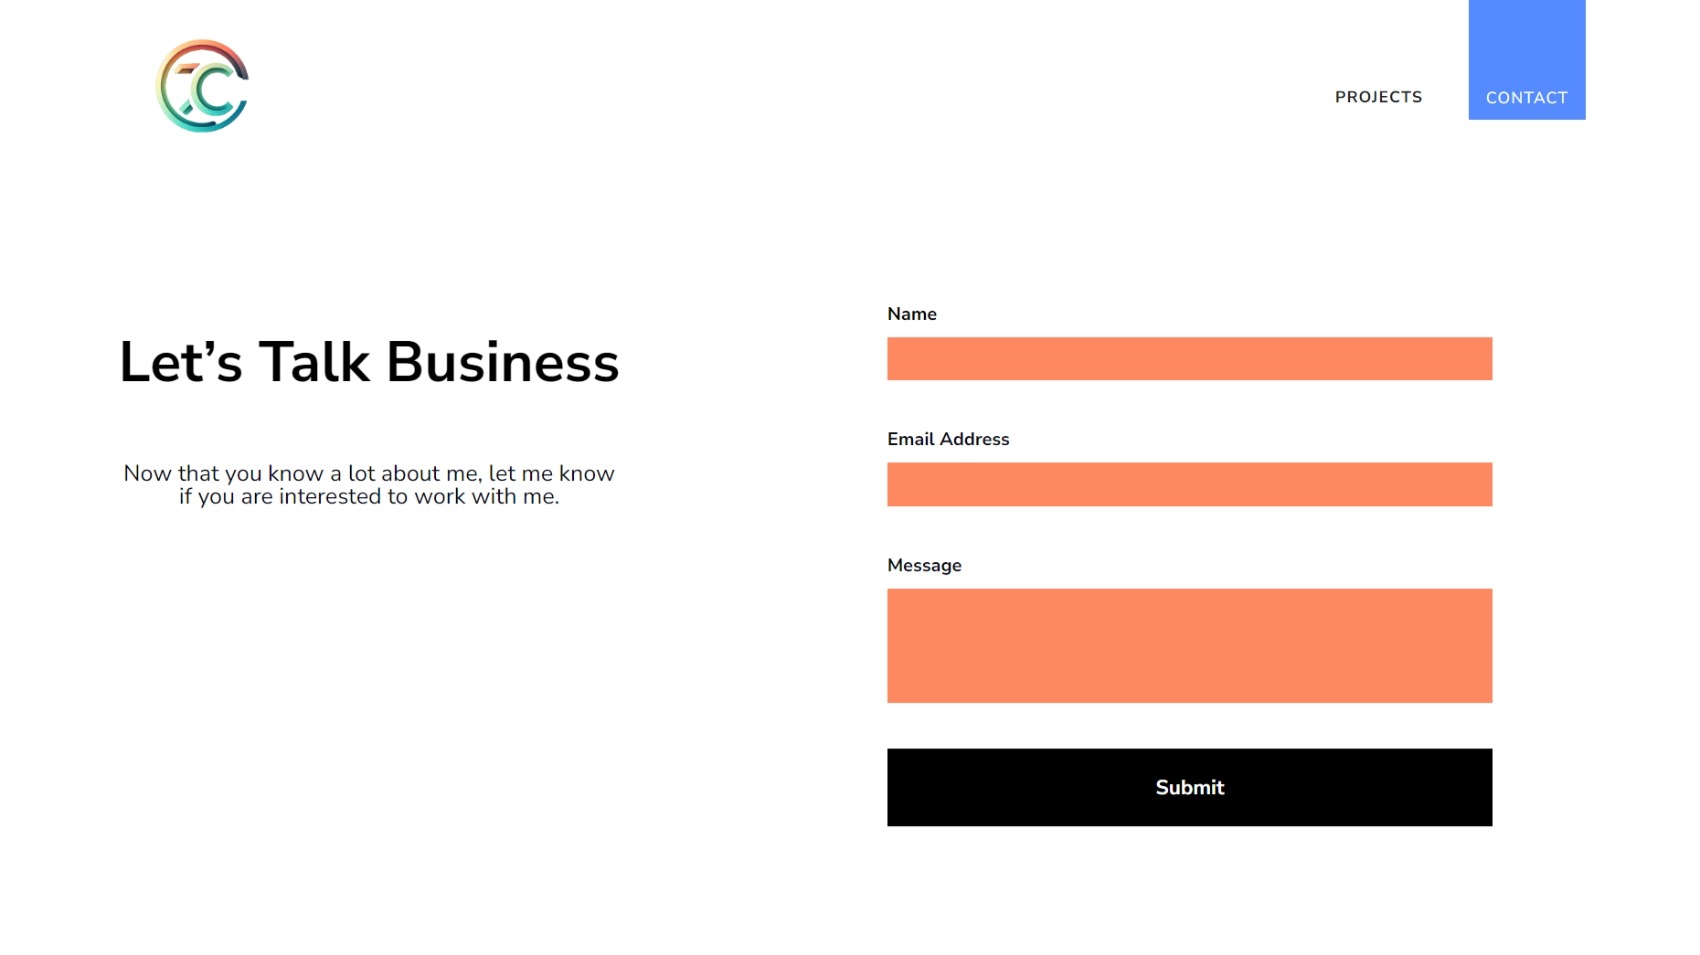 PROJECTS
CONTACT
Let’s Talk Business
Now that you know a lot about me, let me know
if you are interested to work with me.
Name
Email Address
Message
Submit